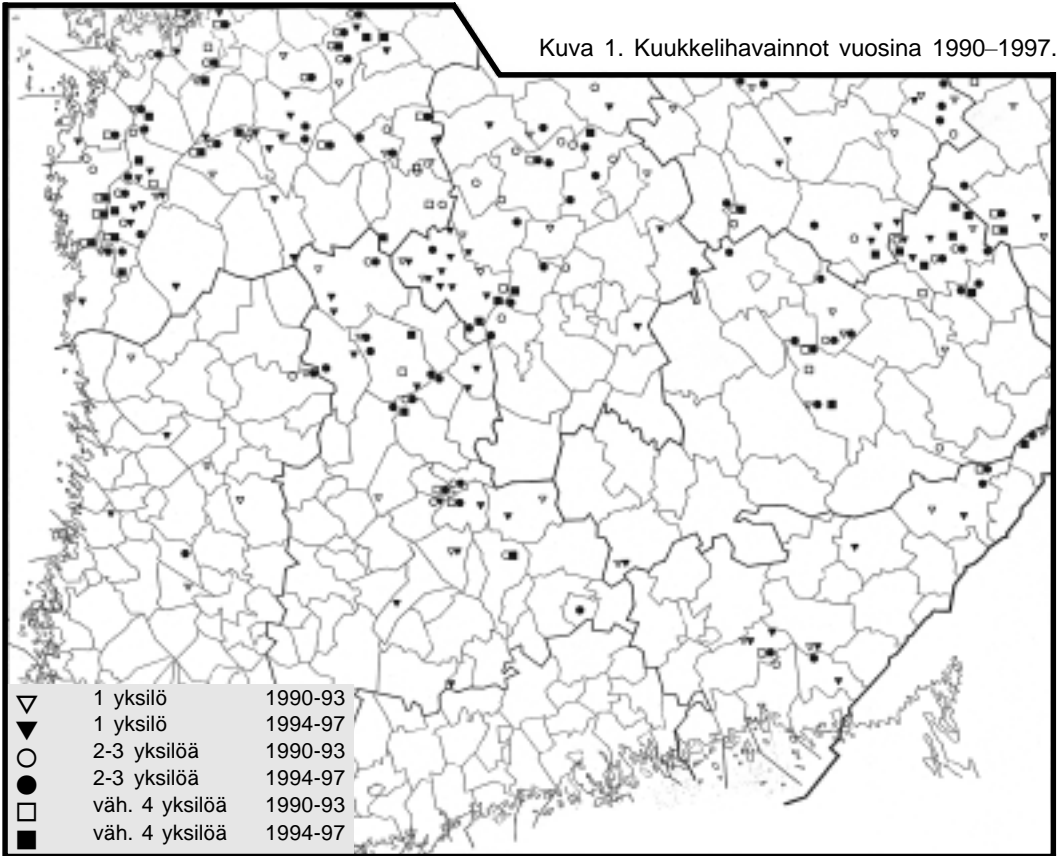 Kuva 1. Kuukkelihavainnot vuosina 1990–1997.
1 yksilö 1990-93
1 yksilö 1994-97
2-3 yksilöä 1990-93
2-3 yksilöä 1994-97
väh. 4 yksilöä 1990-93
väh. 4 yksilöä 1994-97